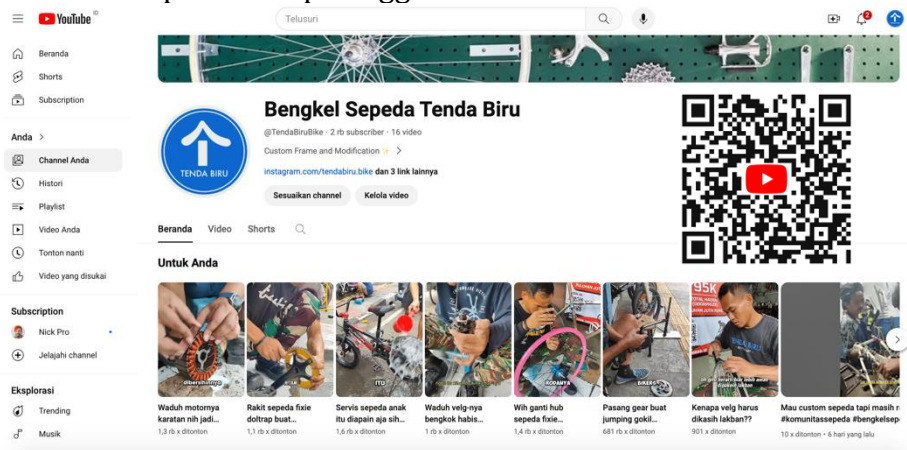 YouTube ID
Telusuri
Beranda
Shorts
Subscription
Anda >
Channel Anda
Histori
Playlist
Video Anda
Tonton nanti
Video yang disukai
Subscription
Nick Pro
Jelajahi channel
Eksplorasi
Trending
Musik
TENDA BIRU
Bengkel Sepeda Tenda Biru
@TendaBiruBike · 2 rb subscriber · 16 video
Custom Frame and Modification ✨ >
instagram.com/tendabiru.bike dan 3 link lainnya
Sesuaikan channel Kelola video
Beranda Video Shorts
Untuk Anda
dibersihinnya
ITU
KODANYA
BIKERS
95K
Waduh motornya
karatan nih jadi...
1,3 rb x ditonton
Rakit sepeda fixie
doltrap buat...
1,1 rb x ditonton
Servis sepeda anak
itu diapain aja sih...
1,6 rb x ditonton
Waduh velg-nya
bengkok habis...
1 rb x ditonton
Wih ganti hub
sepeda fixie...
1,4 rb x ditonton
Pasang gear buat
jumping gokil...
681 rb x ditonton
Kenapa velg harus
dikasih lakban??
901 x ditonton
Mau custom sepeda tapi masih r
#komunitassepeda #bengkelsep
10 x ditonton • 6 hari yang lalu